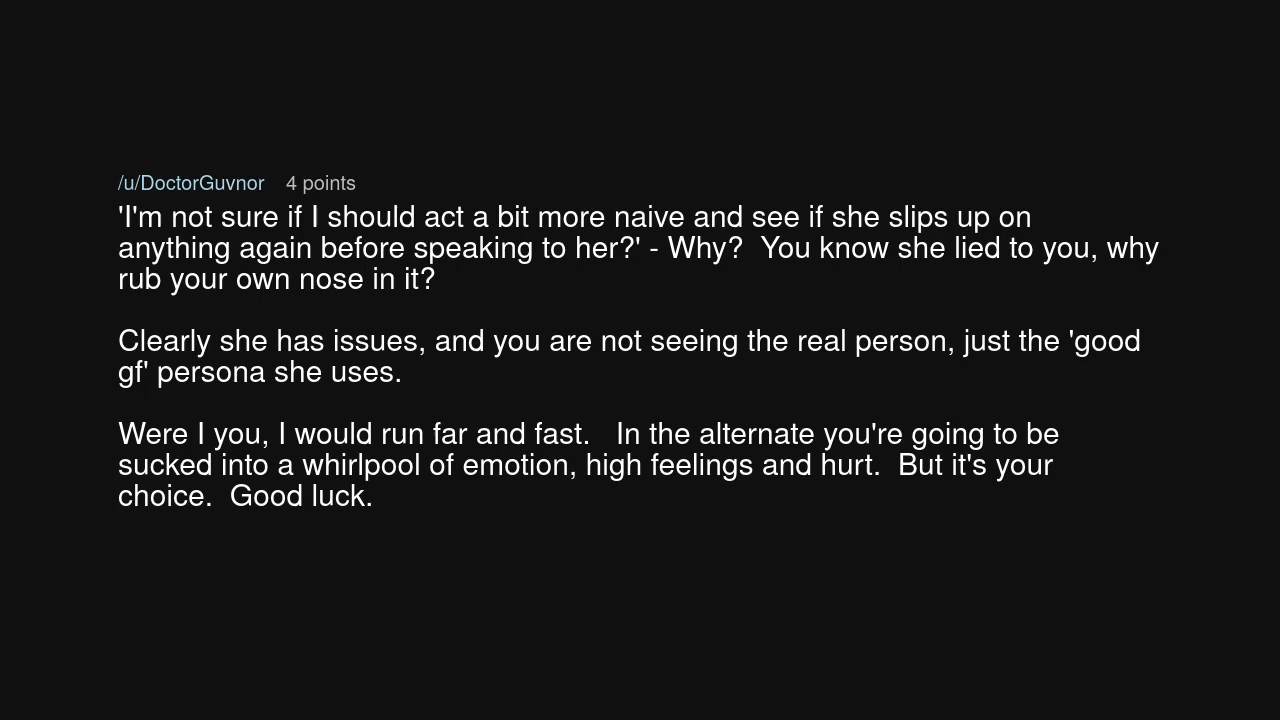 /u/DoctorGuvnor 4 points
'I'm not sure if I should act a bit more naive and see if she slips up on
anything again before speaking to her?' - Why?  You know she lied to you, why
rub your own nose in it?
Clearly she has issues, and you are not seeing the real person, just the 'good
gf' persona she uses.
Were I you, I would run far and fast.   In the alternate you're going to be
sucked into a whirlpool of emotion, high feelings and hurt.  But it's your
choice.  Good luck.